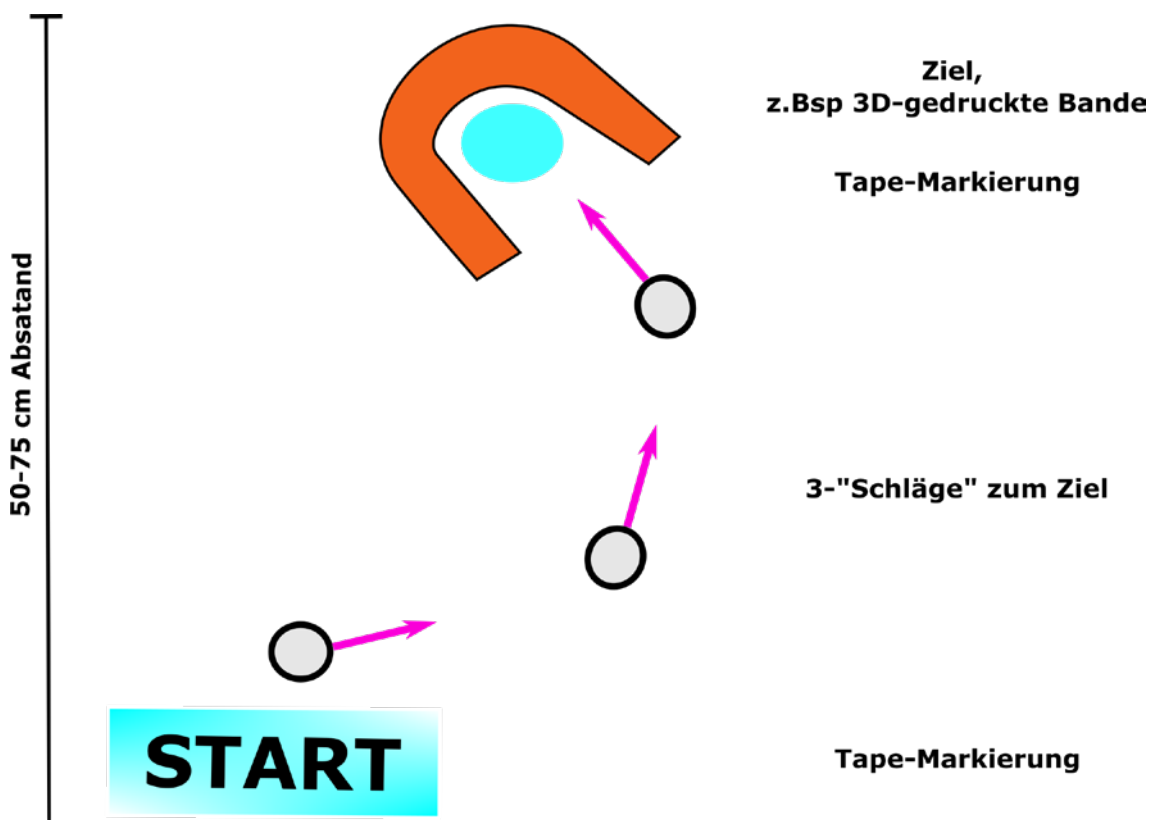 Ziel,
z.Bsp 3D-gedruckte Bande
Tape-Markierung
50-75 cm Absatand
3-"Schläge" zum Ziel
START
Tape-Markierung